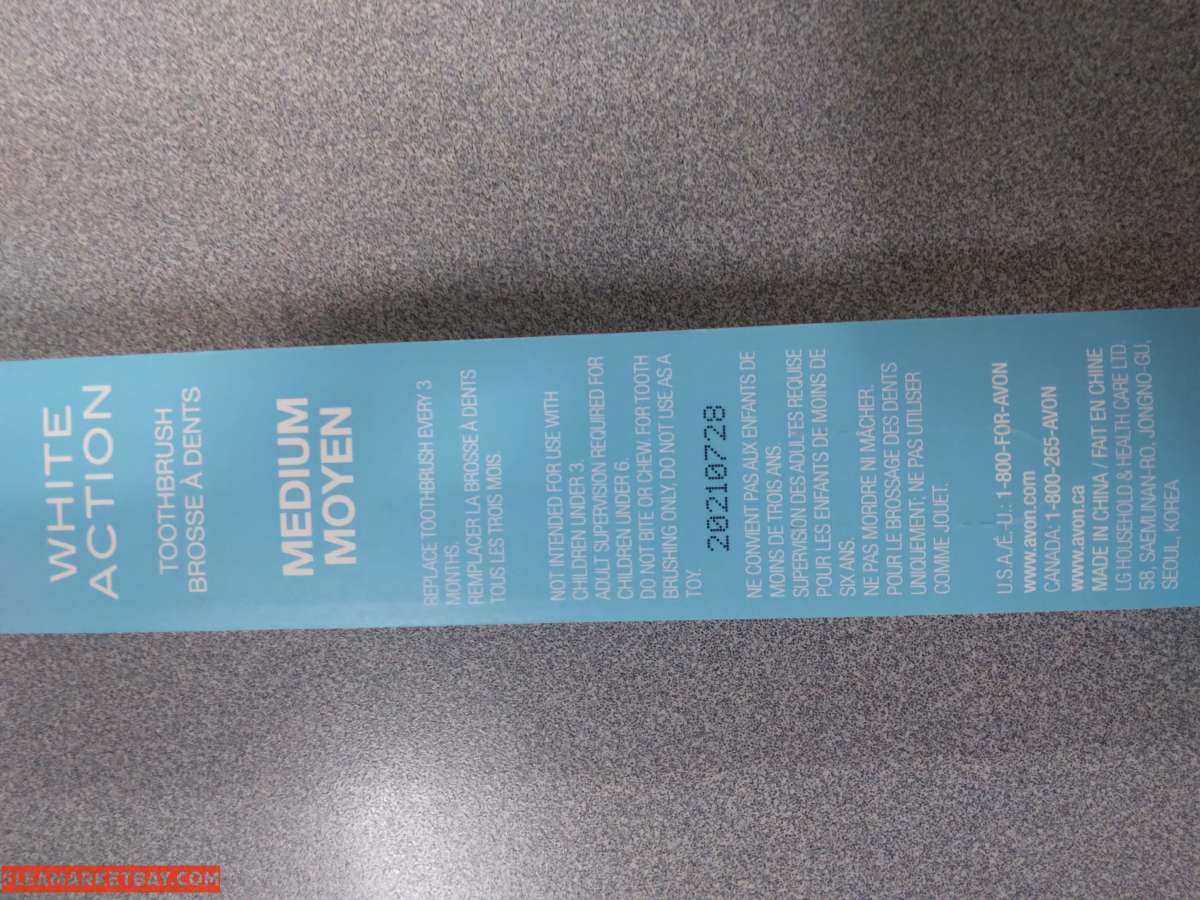 WHITE
ACTION
TOOTHBRUSH
BROSSE À DENTS
MEDIUM
MOYEN
REPLACE TOOTHBRUSH EVERY 3
MONTHS.
REMPLACER LA BROSSE À DENTS
TOUS LES TROIS MOIS.
NOT INTENDED FOR USE WITH
CHILDREN UNDER 3.
ADULT SUPERVISION REQUIRED FOR
CHILDREN UNDER 6.
DO NOT BITE OR CHEW. FOR TOOTH
BRUSHING ONLY DO NOT USE AS A
TOY.
20210728
NE CONVIENT PAS AUX ENFANTS DE
MOINS DE TROIS ANS.
SUPERVISION DES ADULTES REQUISE
POUR LES ENFANTS DE MOINS DE
SIX ANS.
NE PAS MORDRE NI MÂCHER.
POUR LE BROSSAGE DES DENTS
UNIQUEMENT, NE PAS UTILISER
COMME JOUET.
U.S.A./É.-U.: 1-800-FOR-AVON
www.avon.com
CANADA: 1-800-265-AVON
www.avon.ca
MADE IN CHINA / FAIT EN CHINE
LG HOUSEHOLD & HEALTH CARE LTD.
58, SAEMUNAN-RO, JONGNO-GU,
SEOUL, KOREA
FLEAMARKETBAY.COM